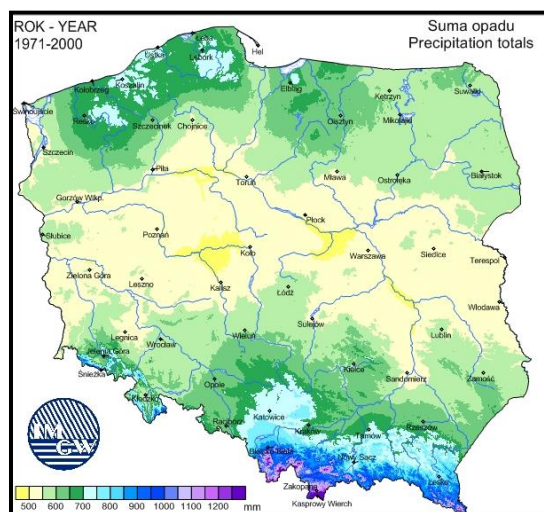 ROK - YEAR
1971-2000
Suma opadu
Precipitation totals
Łeba
Hel
Ustka
Lębork
Kołobrzeg
Koszalin
Elbląg
Kętrzyn
Suwałki
Świnoujście
Resko
Szczecinek
Chojnice
Olsztyn
Mikołajki
Szczecin
Piła
Toruń
Mława
Ostrołęka
Białystok
Gorzów Wlkp.
Płock
Słubice
Poznań
Koło
Warszawa
Siedlce
Terespol
Zielona Góra
Leszno
Kalisz
Łódź
Włodawa
Sulejów
Legnica
Wrocław
Wieluń
Lublin
Jelenia Góra
Śnieżka
Kielce
Kłodzko
Opole
Sandomierz
Zamość
Katowice
Racibórz
Kraków
Tarnów
Rzeszów
Bielsko-Biała
Nowy Sącz
Lesko
Zakopane
Kasprowy Wierch
IM
GW
500 600 700 800 900 1000 1100 1200 mm